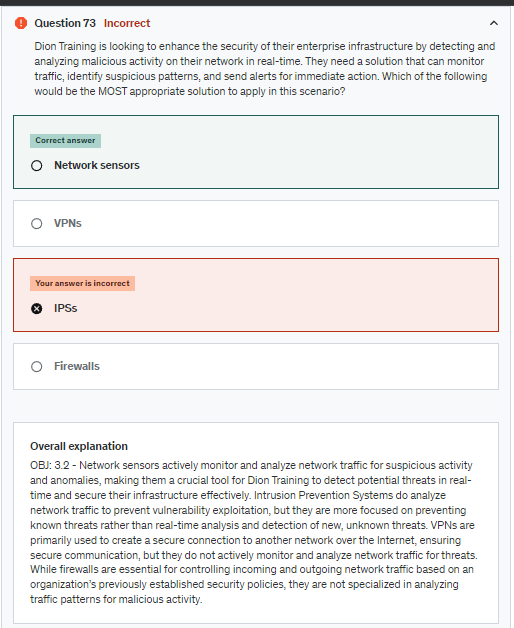 Question 73 Incorrect
Dion Training is looking to enhance the security of their enterprise infrastructure by detecting and
analyzing malicious activity on their network in real-time. They need a solution that can monitor
traffic, identify suspicious patterns, and send alerts for immediate action. Which of the following
would be the MOST appropriate solution to apply in this scenario?
Correct answer
Network sensors
VPNs
Your answer is incorrect
IPSs
Firewalls
Overall explanation
OBJ: 3.2 - Network sensors actively monitor and analyze network traffic for suspicious activity
and anomalies, making them a crucial tool for Dion Training to detect potential threats in real-
time and secure their infrastructure effectively. Intrusion Prevention Systems do analyze
network traffic to prevent vulnerability exploitation, but they are more focused on preventing
known threats rather than real-time analysis and detection of new, unknown threats. VPNs are
primarily used to create a secure connection to another network over the Internet, ensuring
secure communication, but they do not actively monitor and analyze network traffic for threats.
While firewalls are essential for controlling incoming and outgoing network traffic based on an
organization's previously established security policies, they are not specialized in analyzing
traffic patterns for malicious activity.